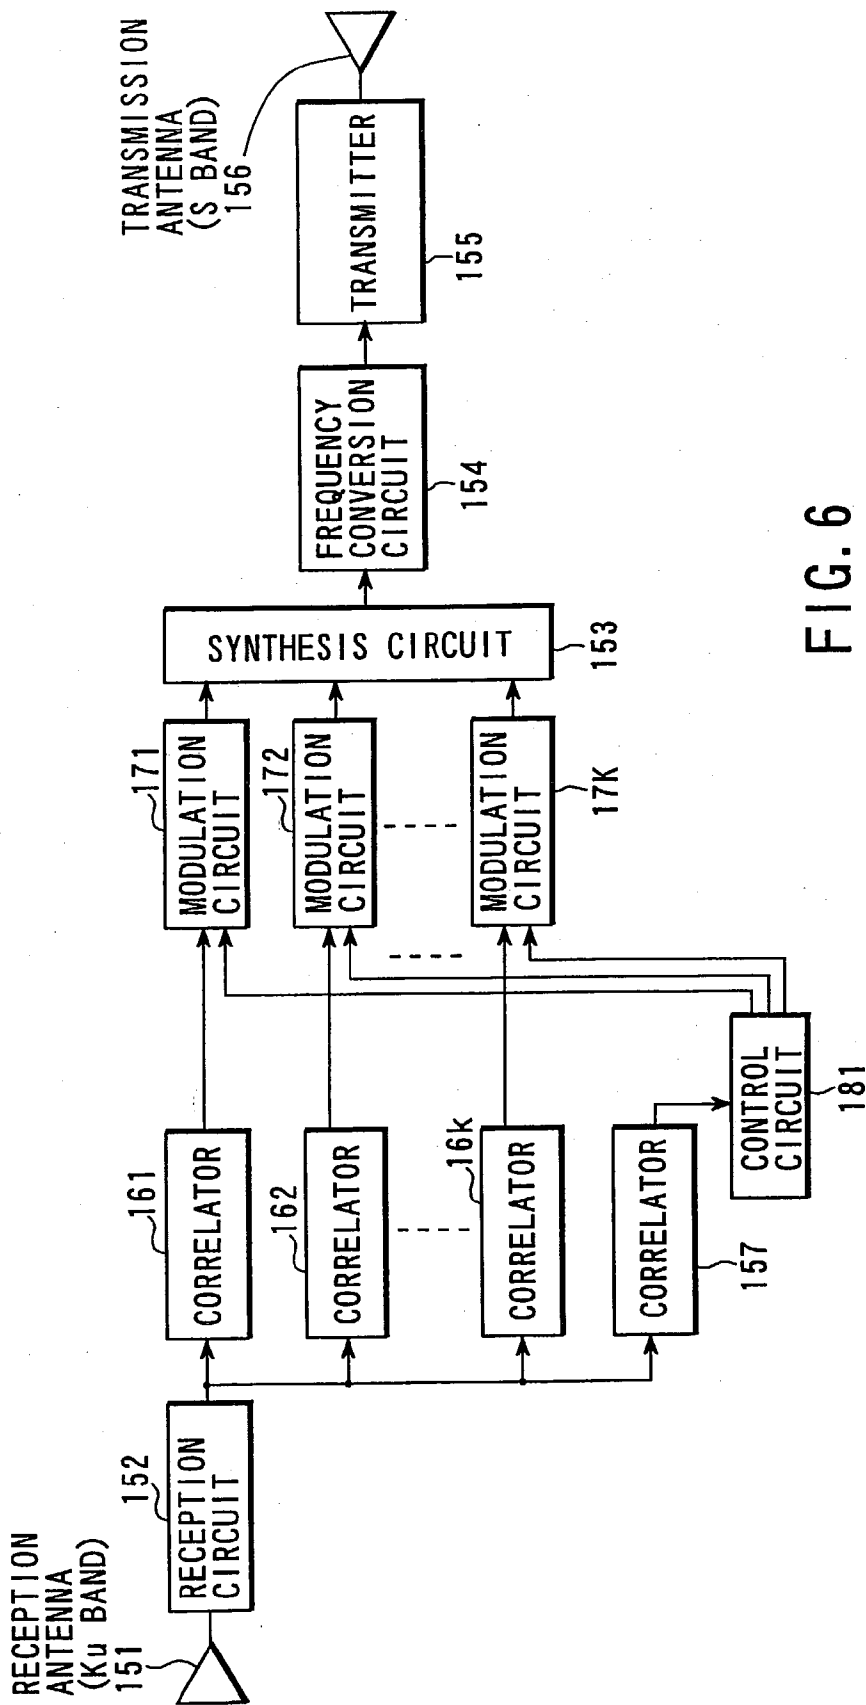 RECEPTION
ANTENNA
(Ku BAND)
151
152
RECEPTION
CIRCUIT
161
CORRELATOR
162
CORRELATOR
16k
CORRELATOR
CORRELATOR
157
CONTROL
CIRCUIT
181
171
MODULATION
CIRCUIT
172
MODULATION
CIRCUIT
MODULATION
CIRCUIT
17K
SYNTHESIS CIRCUIT
153
FREQUENCY
CONVERSION
CIRCUIT
154
TRANSMITTER
155
TRANSMISSION
ANTENNA
(S BAND)
156
FIG. 6